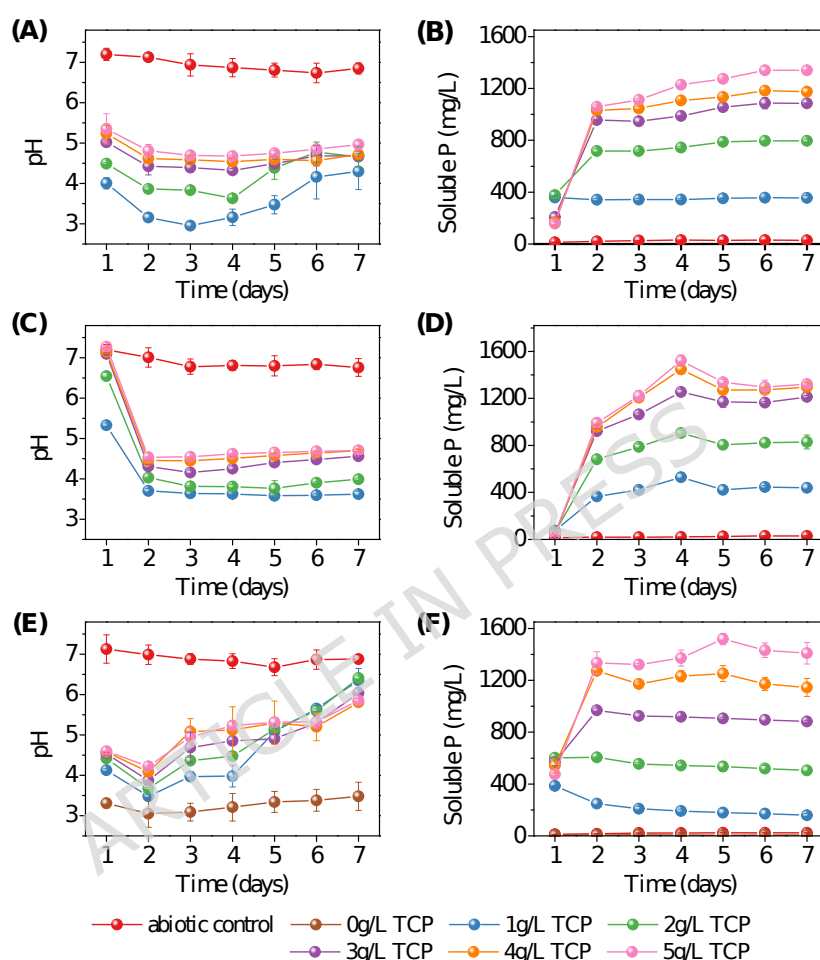 (A)
7
6
5
4
3
pH
1 2 3 4 5 6 7
Time (days)
(B)
1600
1200
800
400
0
Soluble P (mg/L)
1 2 3 4 5 6 7
Time (days)
(C)
7
6
5
4
3
pH
1 2 3 4 5 6 7
Time (days)
(D)
1600
1200
800
400
0
Soluble P (mg/L)
1 2 3 4 5 6 7
Time (days)
(E)
7
6
5
4
3
pH
1 2 3 4 5 6 7
Time (days)
(F)
1600
1200
800
400
0
Soluble P (mg/L)
1 2 3 4 5 6 7
Time (days)
ARTICLE IN PRESS
abiotic control 0g/L TCP 1g/L TCP 2g/L TCP
3g/L TCP 4g/L TCP 5g/L TCP